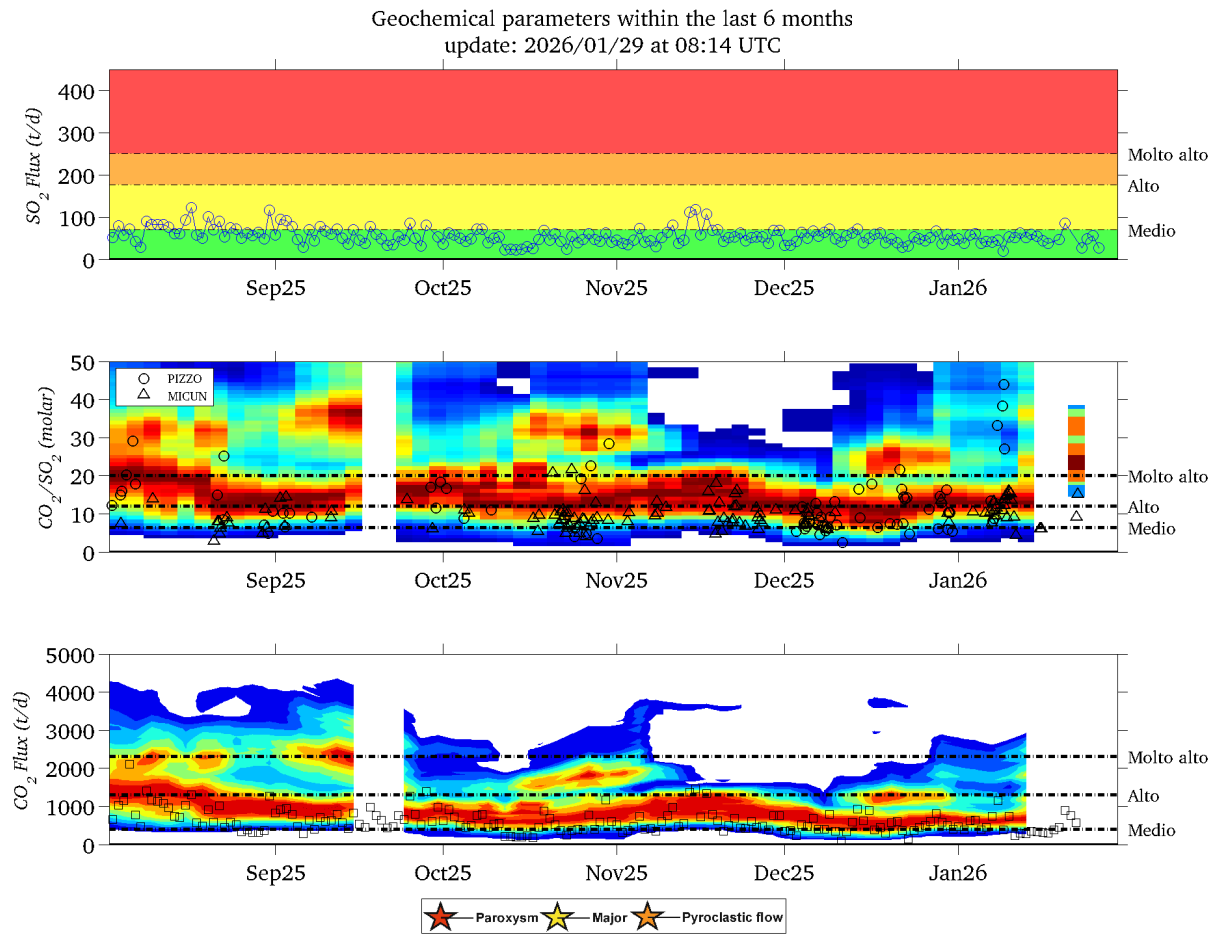 Geochemical parameters within the last 6 months
update: 2026/01/29 at 08:14 UTC
SO2 Flux (t/d)
400
300
200
100
0
Molto alto
Alto
Medio
Sep25
Oct25
Nov25
Dec25
Jan26
CO2/SO2 (molar)
50
40
30
20
10
0
PIZZO
MICUN
Molto alto
Alto
Medio
Sep25
Oct25
Nov25
Dec25
Jan26
CO2 Flux (t/d)
5000
4000
3000
2000
1000
0
Molto alto
Alto
Medio
Sep25
Oct25
Nov25
Dec25
Jan26
Paroxysm
Major
Pyroclastic flow